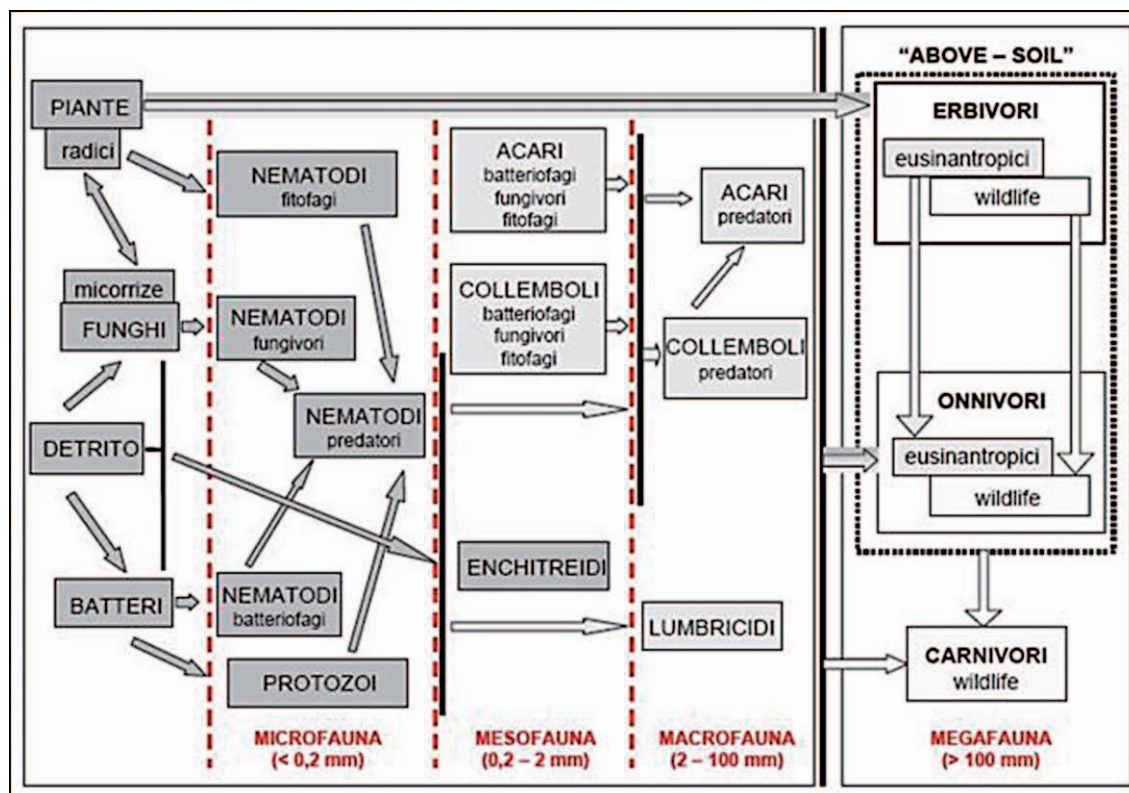 "ABOVE – SOIL"
PIANTE
radici
micorrize
FUNGHI
DETRITO
BATTERI
NEMATODI
fitofagi
NEMATODI
fungivori
NEMATODI
predatori
NEMATODI
batteriofagi
PROTOZOI
MICROFAUNA
(< 0,2 mm)
ACARI
batteriofagi
fungivori
fitofagi
COLLEMBOLI
batteriofagi
fungivori
fitofagi
ENCHITREIDI
MESOFAUNA
(0,2 – 2 mm)
ACARI
predatori
COLLEMBOLI
predatori
LUMBRICIDI
MACROFAUNA
(2 – 100 mm)
ERBIVORI
eusinantropici
wildlife
ONNIVORI
eusinantropici
wildlife
CARNIVORI
wildlife
MEGAFAUNA
(> 100 mm)